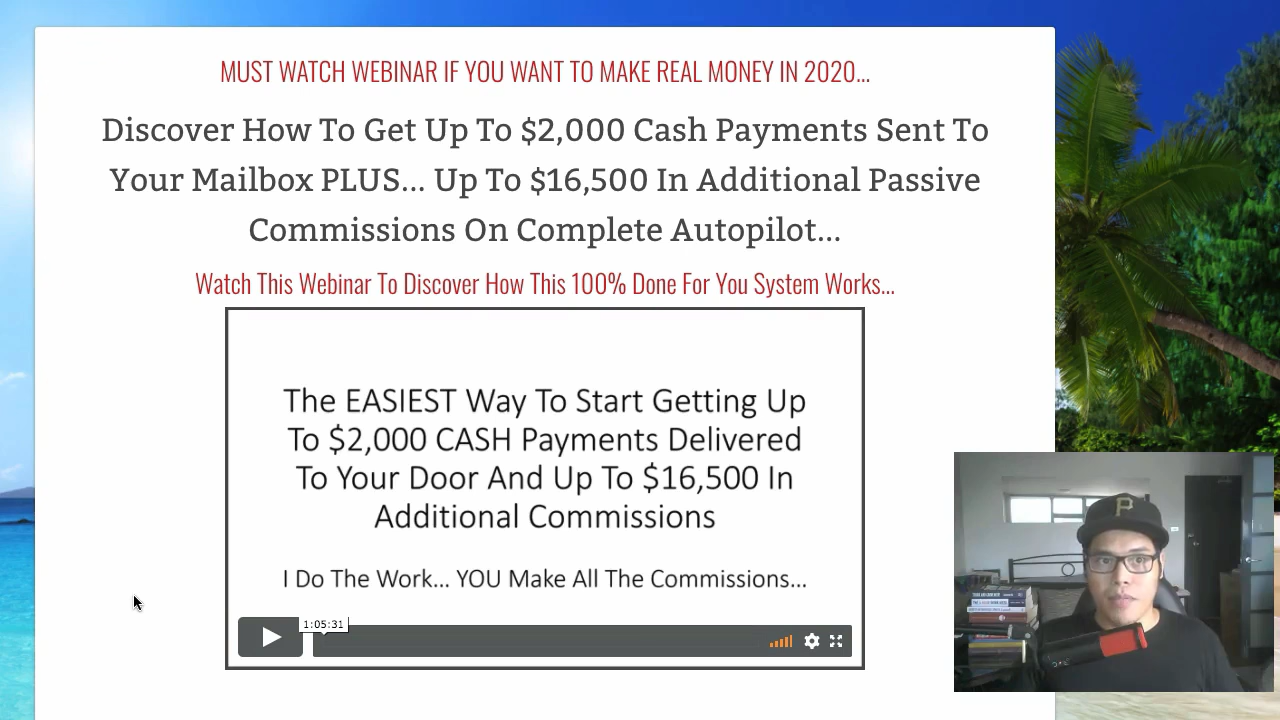 MUST WATCH WEBINAR IF YOU WANT TO MAKE REAL MONEY IN 2020...
Discover How To Get Up To $2,000 Cash Payments Sent To
Your Mailbox PLUS... Up To $16,500 In Additional Passive
Commissions On Complete Autopilot...
Watch This Webinar To Discover How This 100% Done For You System Works...
The EASIEST Way To Start Getting Up
To $2,000 CASH Payments Delivered
To Your Door And Up To $16,500 In
Additional Commissions
I Do The Work... YOU Make All The Commissions...
1:05:31
P